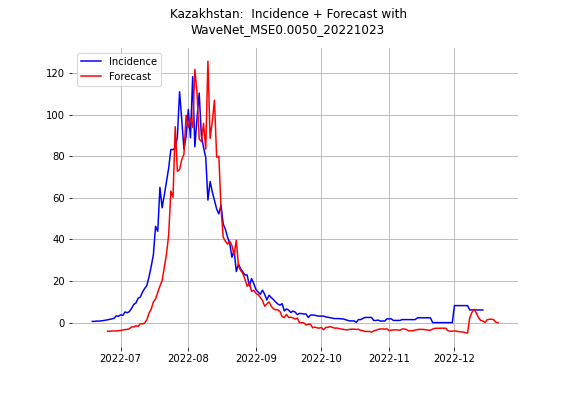 Kazakhstan:  Incidence + Forecast with
WaveNet_MSE0.0050_20221023
Incidence
Forecast
120
100
80
60
40
20
0
2022-07 2022-08 2022-09 2022-10 2022-11 2022-12